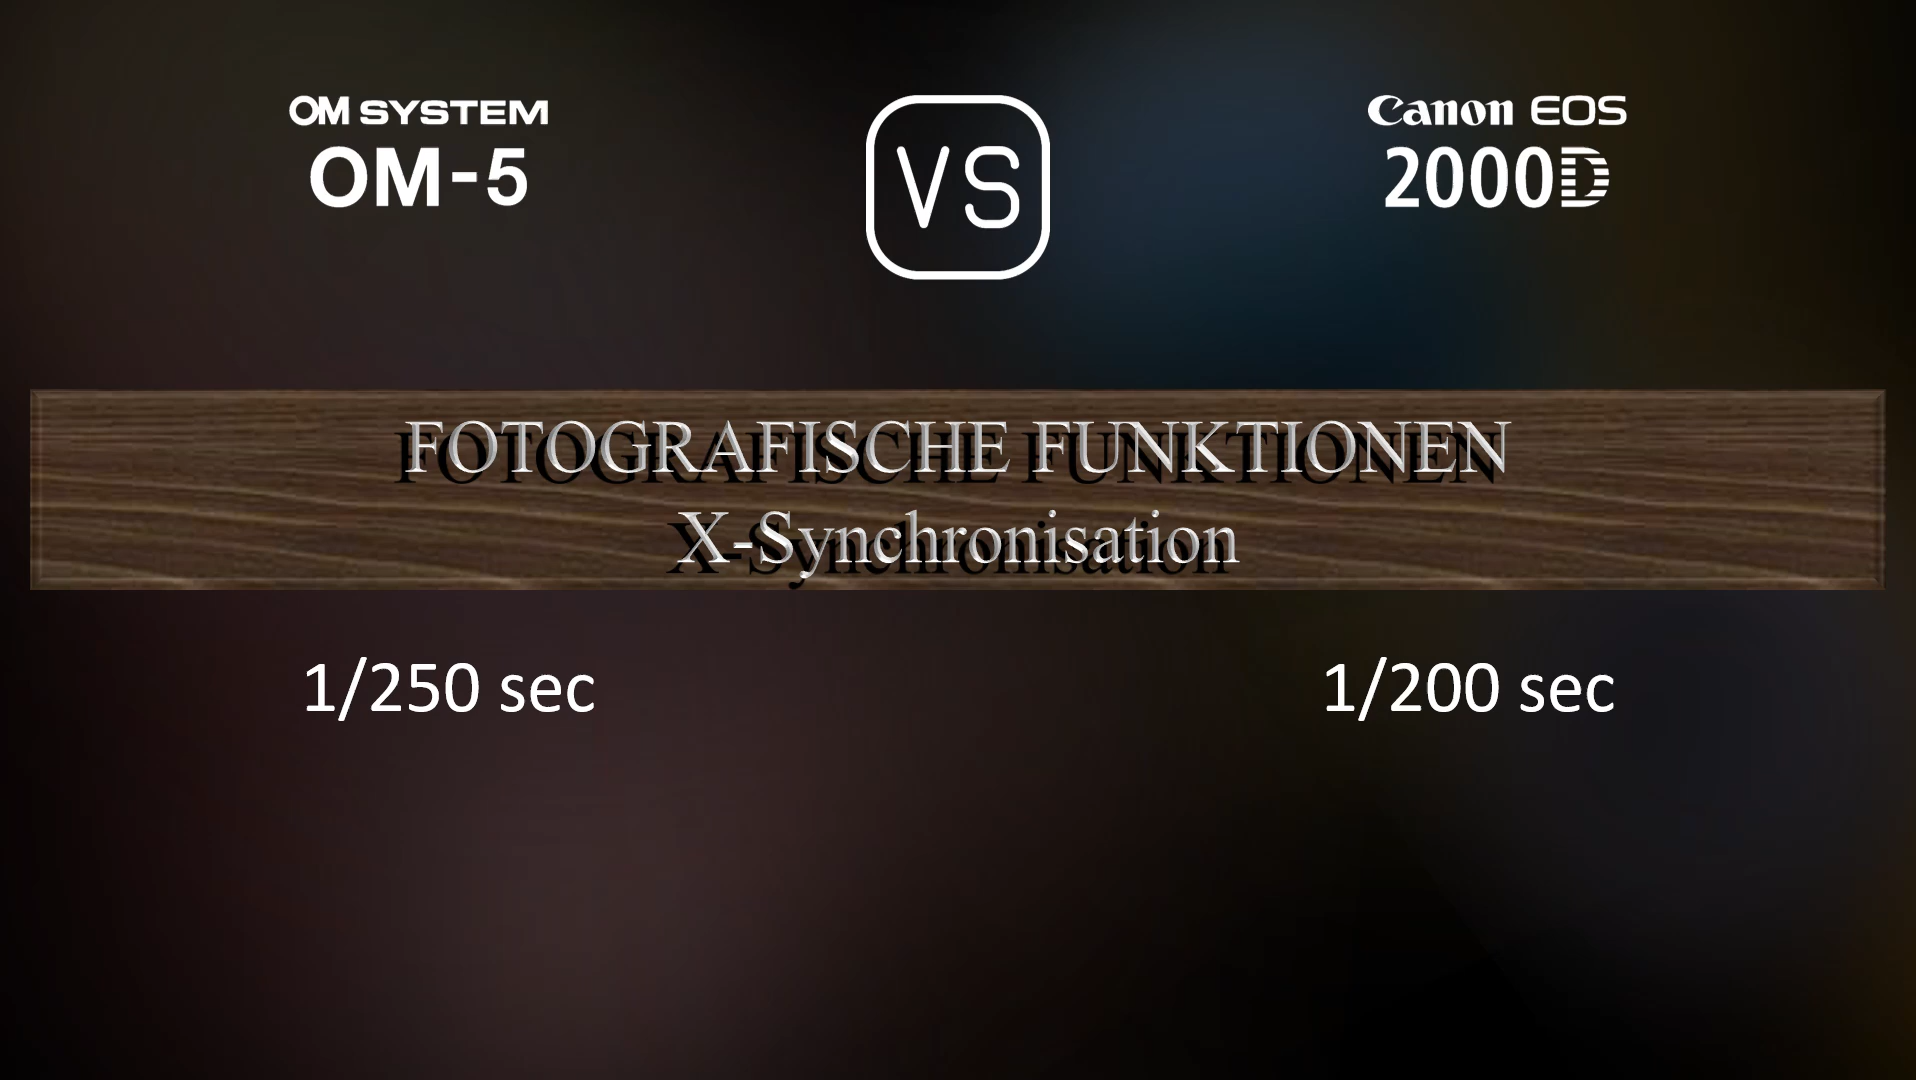 OM SYSTEM
OM-5
VS
Canon EOS
2000D
FOTOGRAFISCHE FUNKTIONEN
X-Synchronisation
1/250 sec
1/200 sec